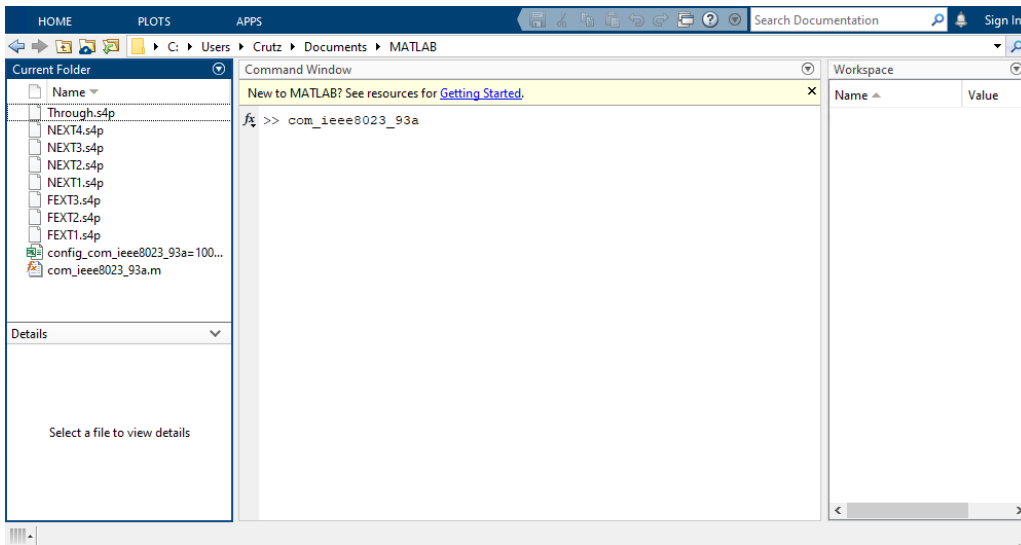 HOME PLOTS APPS Search Documentation Sign In
C: Users Crutz Documents MATLAB
Current Folder
Name
Through.s4p
NEXT4.s4p
NEXT3.s4p
NEXT2.s4p
NEXT1.s4p
FEXT3.s4p
FEXT2.s4p
FEXT1.s4p
config_com_ieee8023_93a=100...
com_ieee8023_93a.m
Details
Select a file to view details
Command Window
New to MATLAB? See resources for Getting Started.
fx >> com_ieee8023_93a
Workspace
Name Value